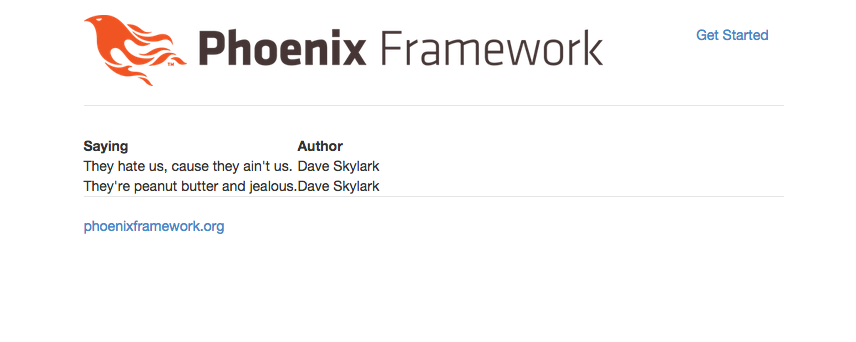 Phoenix Framework
TM
Get Started
Saying Author
They hate us, cause they ain't us. Dave Skylark
They're peanut butter and jealous. Dave Skylark
phoenixframework.org